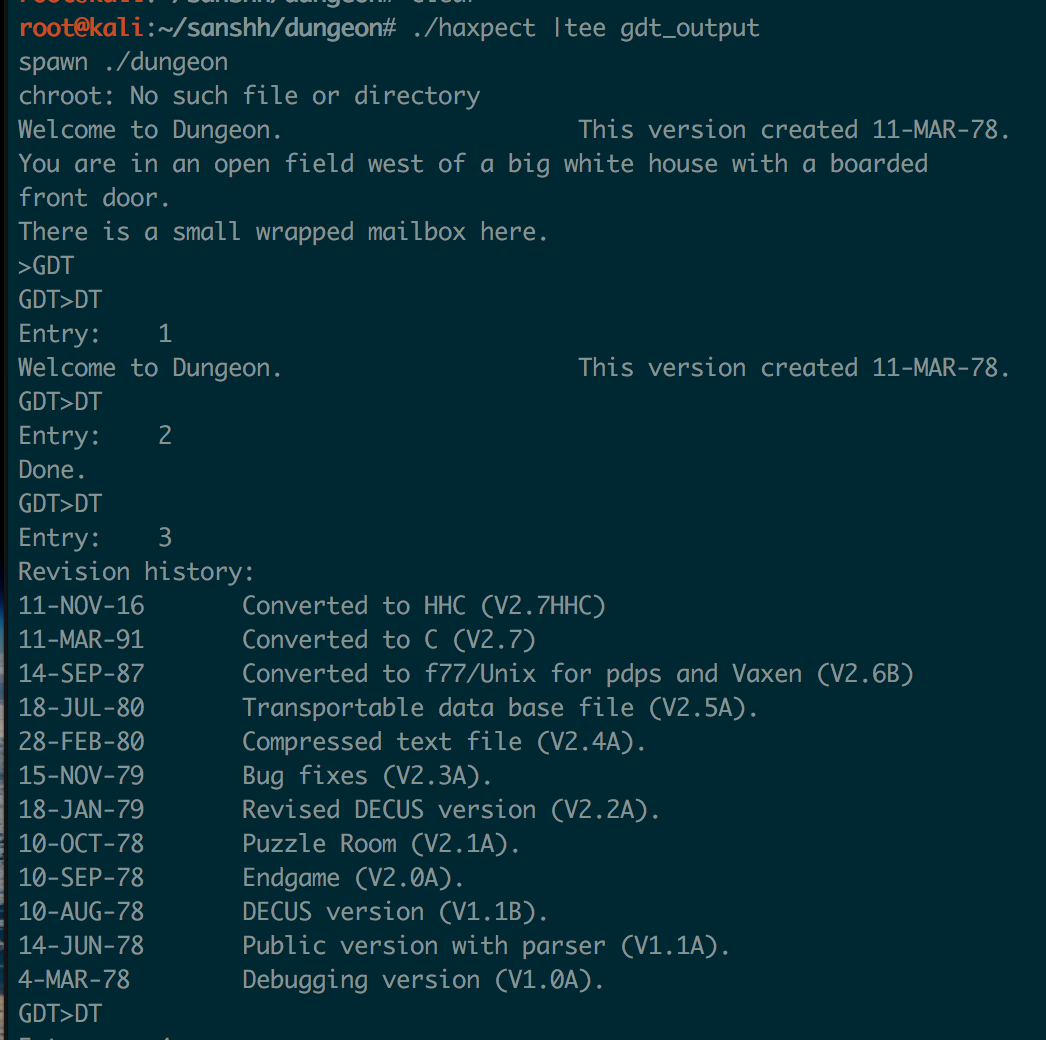 root@kali:~/sanshh/dungeon# clear
root@kali:~/sanshh/dungeon# ./haxpect |tee gdt_output
spawn ./dungeon
chroot: No such file or directory
Welcome to Dungeon.                     This version created 11-MAR-78.
You are in an open field west of a big white house with a boarded
front door.
There is a small wrapped mailbox here.
>GDT
GDT>DT
Entry:    1
Welcome to Dungeon.                     This version created 11-MAR-78.
GDT>DT
Entry:    2
Done.
GDT>DT
Entry:    3
Revision history:
11-NOV-16       Converted to HHC (V2.7HHC)
11-MAR-91       Converted to C (V2.7)
14-SEP-87       Converted to f77/Unix for pdps and Vaxen (V2.6B)
18-JUL-80       Transportable data base file (V2.5A).
28-FEB-80       Compressed text file (V2.4A).
15-NOV-79       Bug fixes (V2.3A).
18-JAN-79       Revised DECUS version (V2.2A).
10-OCT-78       Puzzle Room (V2.1A).
10-SEP-78       Endgame (V2.0A).
10-AUG-78       DECUS version (V1.1B).
14-JUN-78       Public version with parser (V1.1A).
4-MAR-78        Debugging version (V1.0A).
GDT>DT